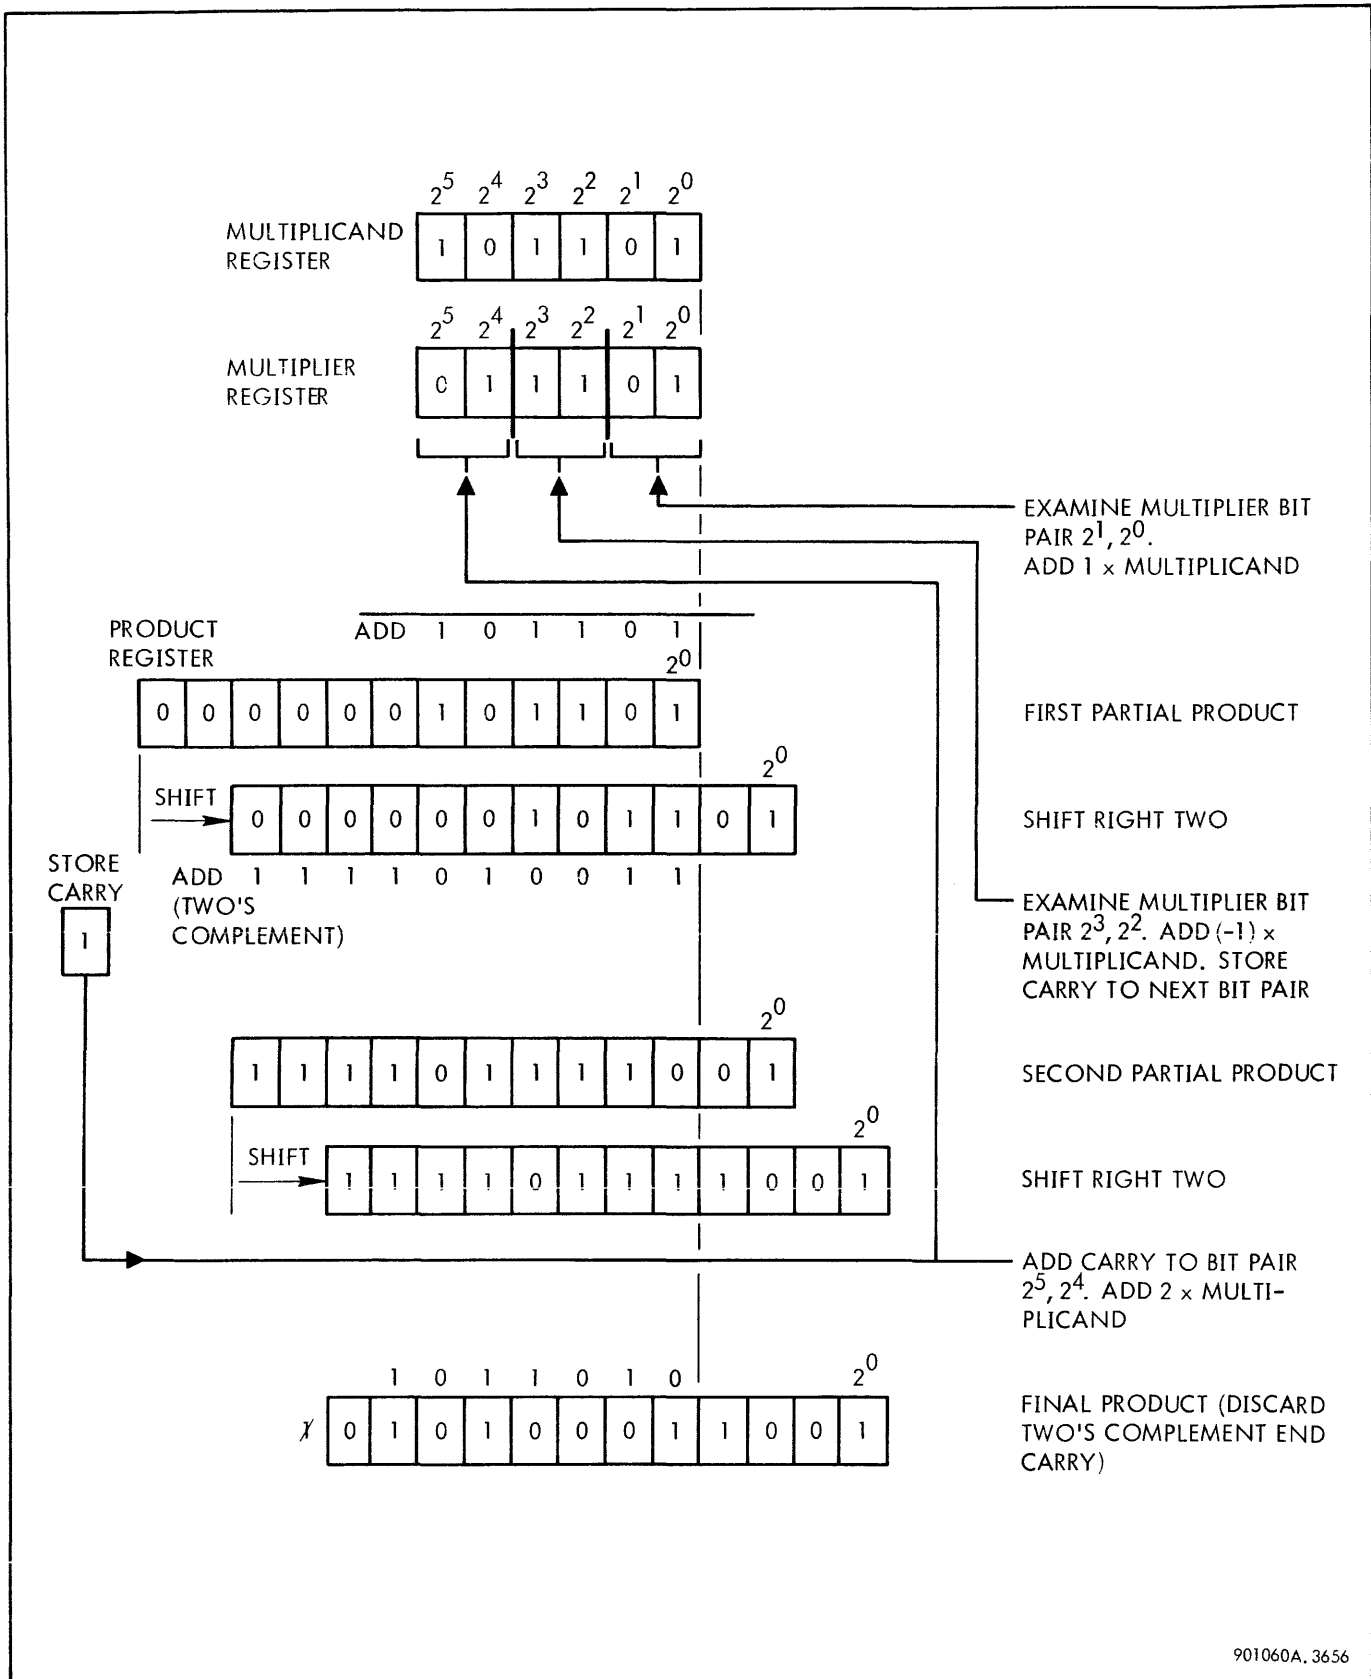 2^5 2^4 2^3 2^2 2^1 2^0
MULTIPLICAND
REGISTER
1 0 1 1 0 1
2^5 2^4 2^3 2^2 2^1 2^0
MULTIPLIER
REGISTER
0 1 1 1 0 1
EXAMINE MULTIPLIER BIT
PAIR 2^1, 2^0.
ADD 1 x MULTIPLICAND
PRODUCT
REGISTER
ADD 1 0 1 1 0 1
2^0
0 0 0 0 0 0 1 0 1 1 0 1
FIRST PARTIAL PRODUCT
2^0
SHIFT
0 0 0 0 0 0 1 0 1 1 0 1
SHIFT RIGHT TWO
STORE
CARRY
1
ADD 1 1 1 1 0 1 0 0 1 1
(TWO'S
COMPLEMENT)
EXAMINE MULTIPLIER BIT
PAIR 2^3, 2^2. ADD (-1) x
MULTIPLICAND. STORE
CARRY TO NEXT BIT PAIR
2^0
1 1 1 1 0 1 1 1 1 0 0 1
SECOND PARTIAL PRODUCT
2^0
SHIFT
1 1 1 1 0 1 1 1 1 0 0 1
SHIFT RIGHT TWO
ADD CARRY TO BIT PAIR
2^5, 2^4. ADD 2 x MULTI-
PLICAND
1 0 1 1 0 1 0
2^0
1 0 1 0 1 0 0 0 1 1 0 0 1
FINAL PRODUCT (DISCARD
TWO'S COMPLEMENT END
CARRY)
901060A.3656